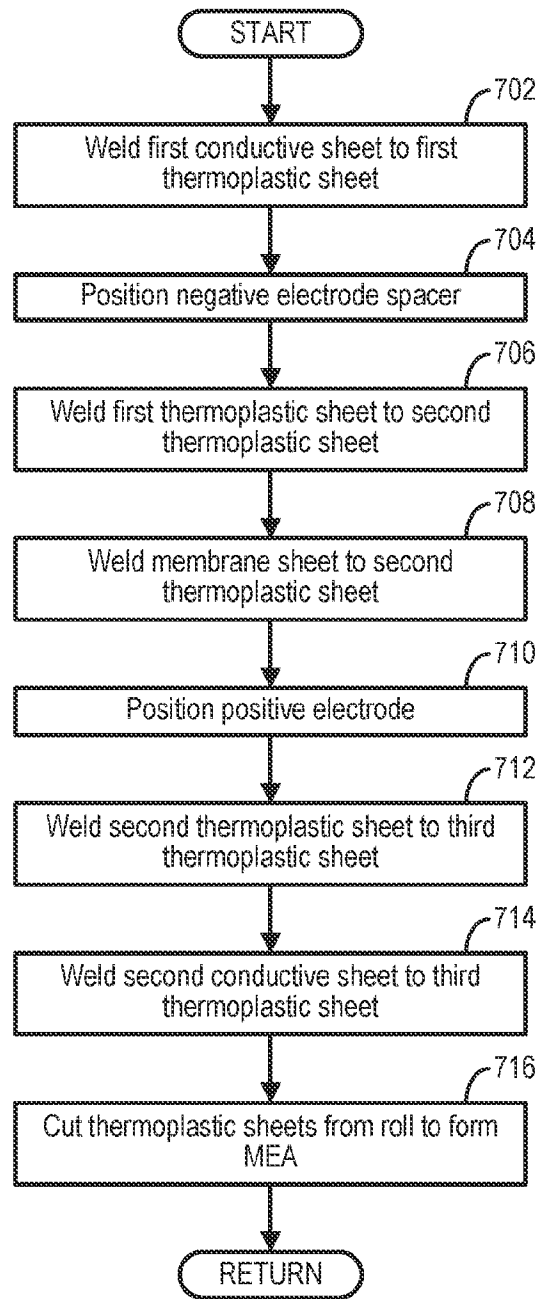 START
702
Weld first conductive sheet to first
thermoplastic sheet
704
Position negative electrode spacer
706
Weld first thermoplastic sheet to second
thermoplastic sheet
708
Weld membrane sheet to second
thermoplastic sheet
710
Position positive electrode
712
Weld second thermoplastic sheet to third
thermoplastic sheet
714
Weld second conductive sheet to third
thermoplastic sheet
716
Cut thermoplastic sheets from roll to form
MEA
RETURN